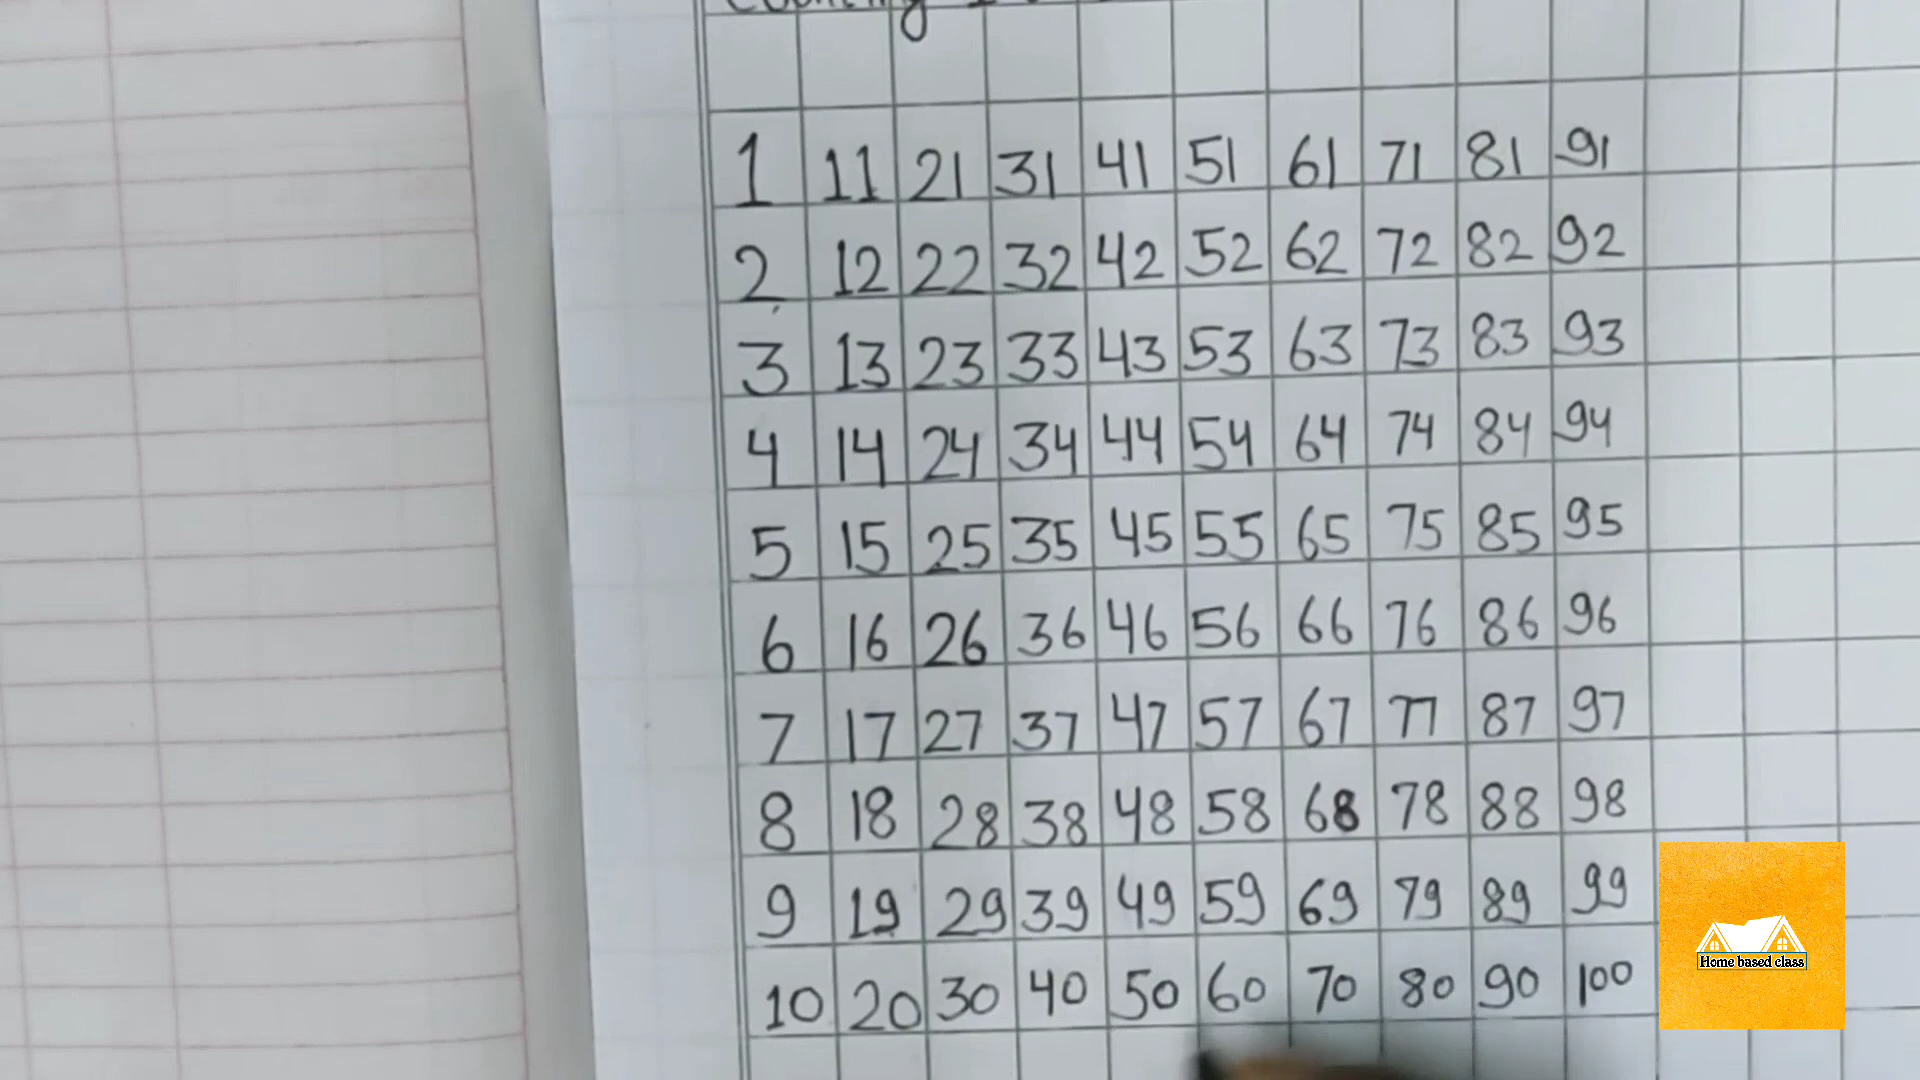 Counting
1 11 21 31 41 51 61 71 81 91
2 12 22 32 42 52 62 72 82 92
3 13 23 33 43 53 63 73 83 93
4 14 24 34 44 54 64 74 84 94
5 15 25 35 45 55 65 75 85 95
6 16 26 36 46 56 66 76 86 96
7 17 27 37 47 57 67 77 87 97
8 18 28 38 48 58 68 78 88 98
9 19 29 39 49 59 69 79 89 99
10 20 30 40 50 60 70 80 90 100
Home based class